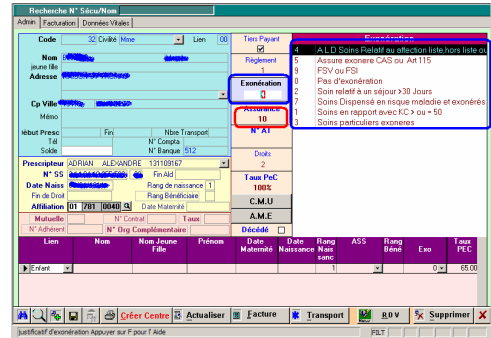 Recherche N° Sécu/Nom
Admin Facturation Données Vitales
Code 32 Civilité Mme Lien 00
Nom
jeune fille
Adresse
Cp Ville
Mémo
Début Presc Fin Nbre Transport
Tél N° Compta
Solde N° Banque 512
Prescripteur ADRIAN ALEXANDRE 131109167
N° SS Fin Ald
Date Naiss Rang de naissance 1
Fin de Droit Rang Bénéficiaire
Affiliation 01 781 0040 Date Maternité
Mutuelle N° Contrat Taux
N° Adhérent N° Org Complémentaire
Tiers Payant
Règlement
1
Exonération
Assurance
10
N° AT
Droits
2
Taux PeC
100%
C.M.U
A.M.E
Décédé
Exonération
4 A L D Soins Relatif au affection liste,hors liste ou
5 Assure exonere CAS ou Art 115
9 FSV ou FSI
0 Pas d'exonération
2 Soin relatif à un séjour >30 Jours
7 Soins Dispensé en risque maladie et exonérés
1 Soins en rapport avec KC > ou = 50
3 Soins particuliers exoneres
Lien Nom Nom Jeune Fille Prénom Date Maternité Date Naissance Rang Nais sanc ASS Rang Béné Exo Taux PEC
Enfant 1 0 65.00
Créer Centre Actualiser Facture Transport R D V Supprimer
justificatif d'exonération Appuyer sur F pour l' Aide FILT